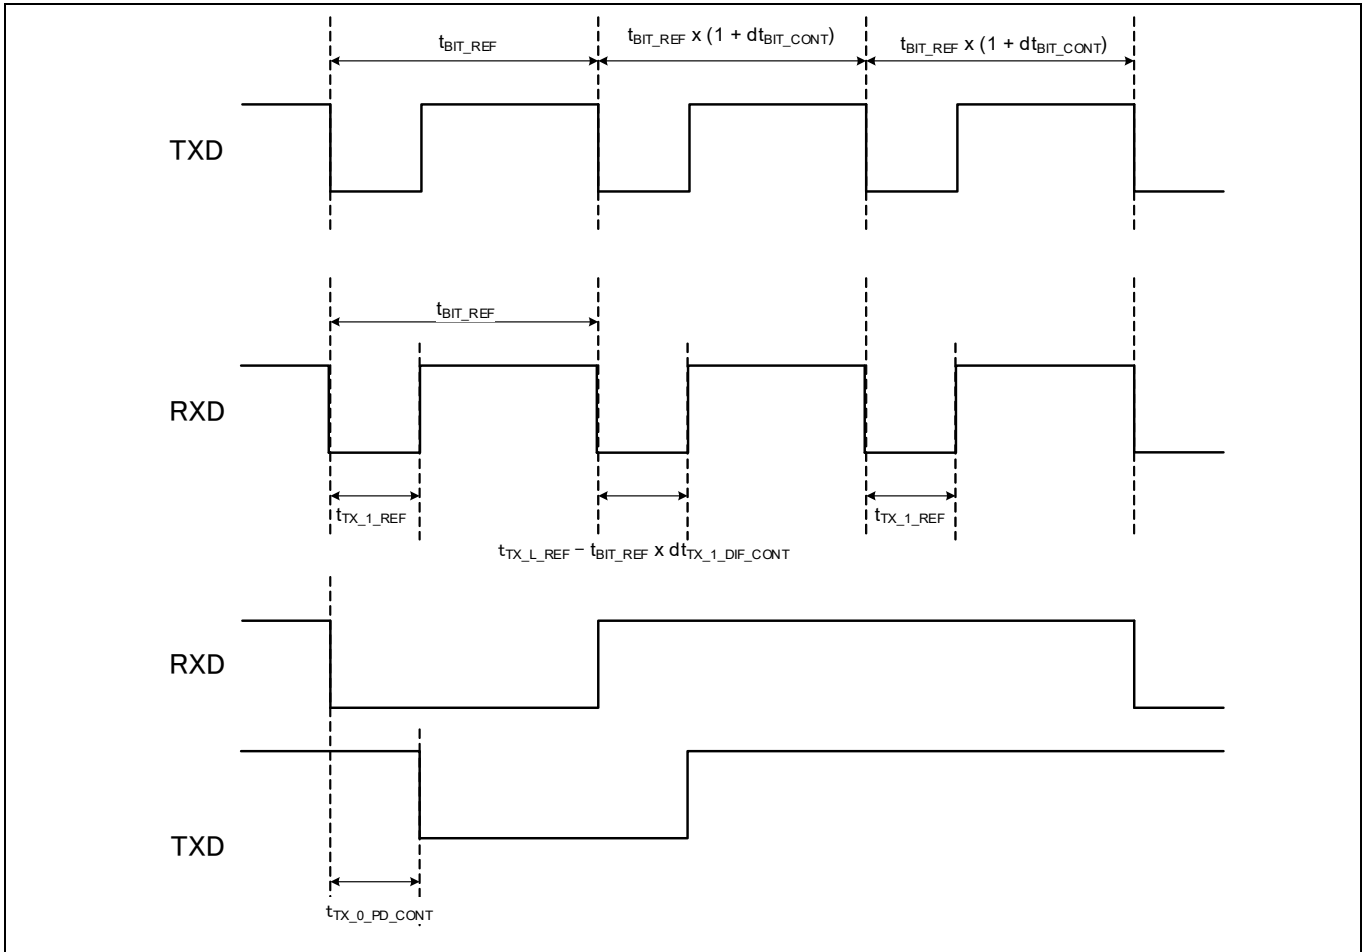 tBIT_REF
tBIT_REF x (1 + dtBIT_CONT)
tBIT_REF x (1 + dtBIT_CONT)
TXD
tBIT_REF
RXD
tTX_1_REF
tTX_1_REF
tTX_L_REF – tBIT_REF x dtTX_1_DIF_CONT
RXD
TXD
tTX_0_PD_CONT